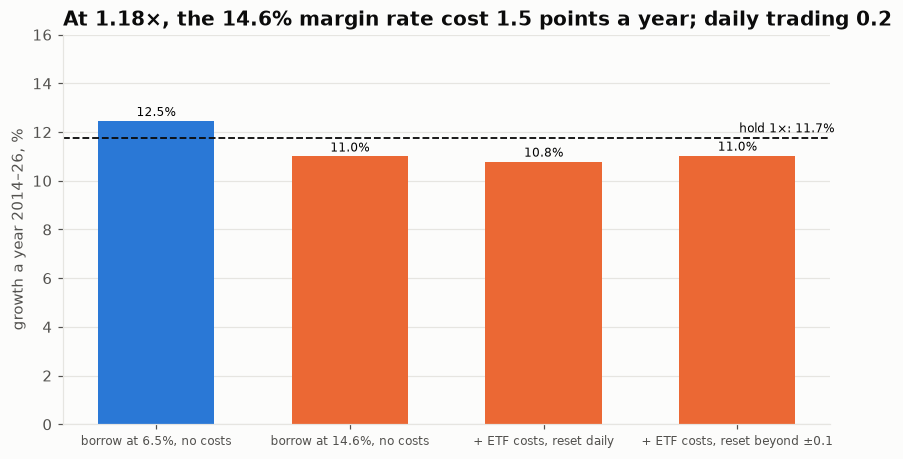 At 1.18×, the 14.6% margin rate cost 1.5 points a year; daily trading 0.2
growth a year 2014–26, %
16
14
12
10
8
6
4
2
0
12.5%
11.0%
10.8%
11.0%
hold 1×: 11.7%
borrow at 6.5%, no costs
borrow at 14.6%, no costs
+ ETF costs, reset daily
+ ETF costs, reset beyond ±0.1